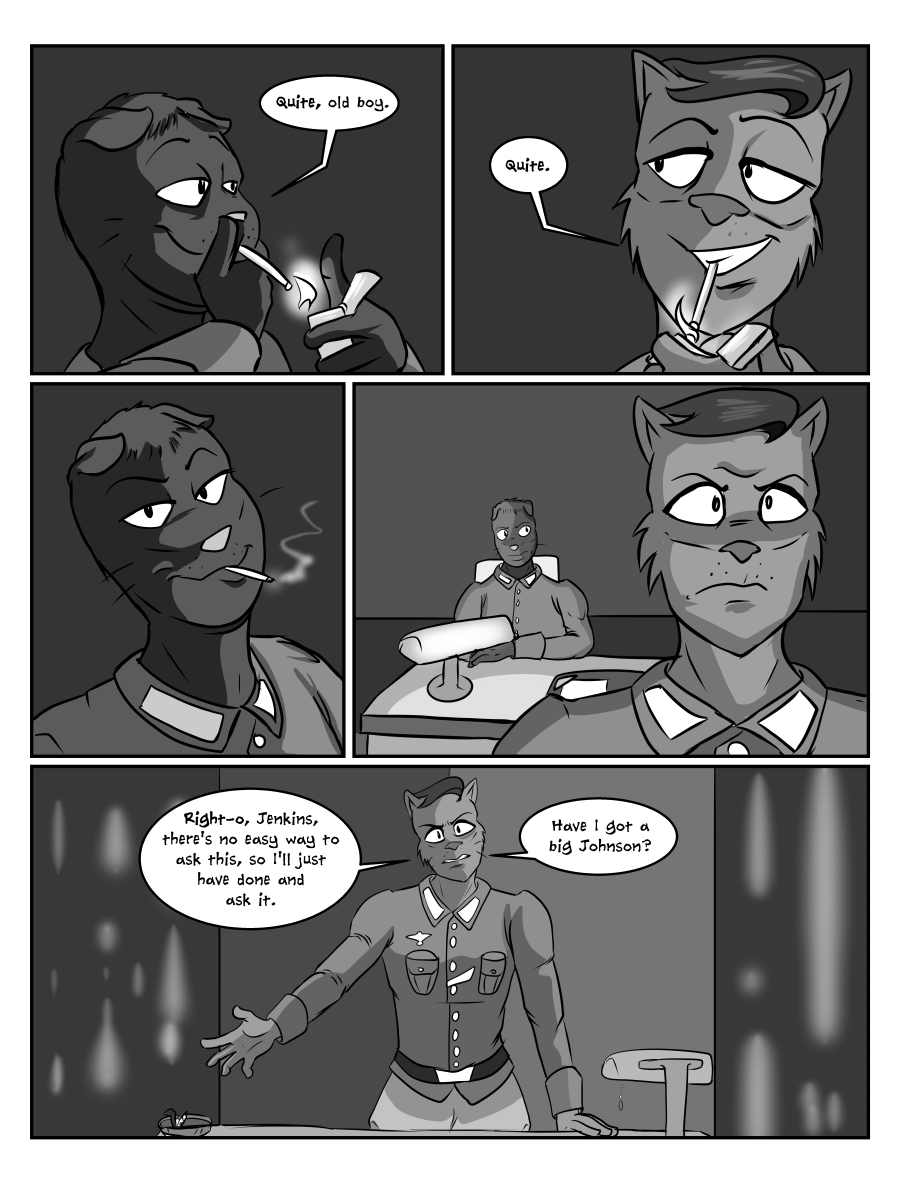 Quite, old boy.
Quite.
Right-o, Jenkins,
there's no easy way to
ask this, so I'll just
have done and
ask it.
Have I got a
big Johnson?